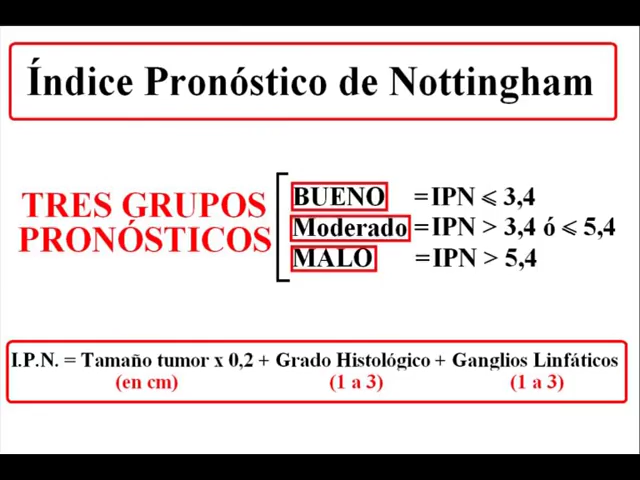 Índice Pronóstico de Nottingham
TRES GRUPOS
PRONÓSTICOS
BUENO = IPN ⩽ 3,4
Moderado = IPN > 3,4 ó ⩽ 5,4
MALO = IPN > 5,4
I.P.N. = Tamaño tumor x 0,2 + Grado Histológico + Ganglios Linfáticos
(en cm) (1 a 3) (1 a 3)